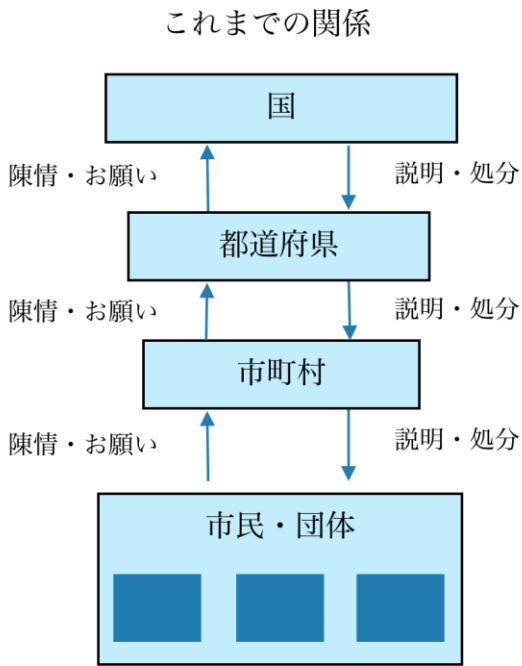 これまでの関係
国
陳情・お願い
説明・処分
都道府県
陳情・お願い
説明・処分
市町村
陳情・お願い
説明・処分
市民・団体